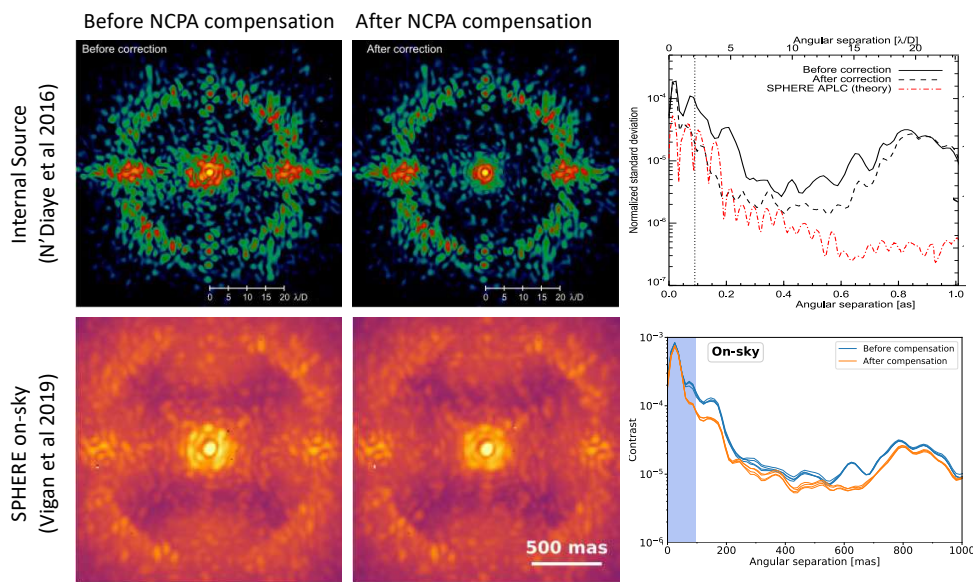 Before NCPA compensation
After NCPA compensation
Internal Source
(N'Diaye et al 2016)
Before correction
0 5 10 15 20 λ/D
After correction
0 5 10 15 20 λ/D
Angular separation [λ/D]
0 5 10 15 20
Before correction
After correction
SPHERE APLC (theory)
Normalized standard deviation
10-4
10-5
10-6
10-7
0.0 0.2 0.4 0.6 0.8 1.0
Angular separation [as]
SPHERE on-sky
(Vigan et al 2019)
500 mas
On-sky
Before compensation
After compensation
Contrast
10−3
10−4
10−5
10−6
0 200 400 600 800 1000
Angular separation [mas]